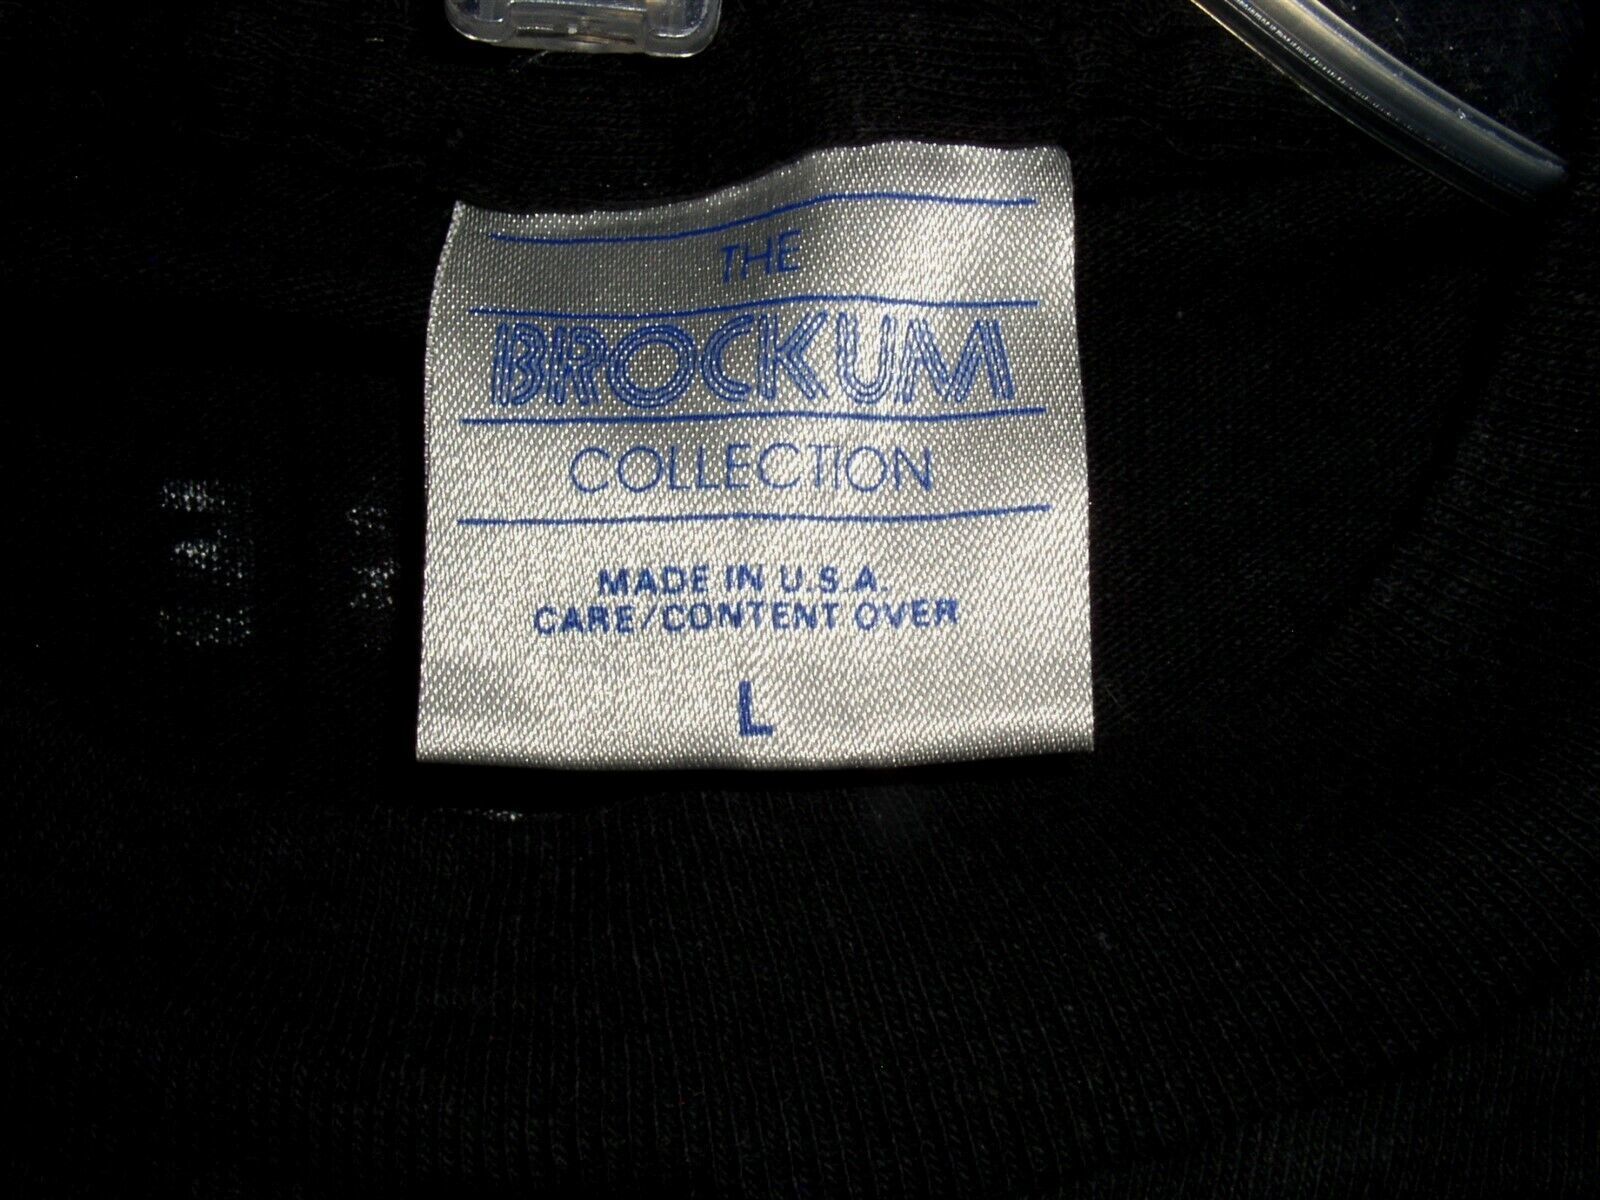 THE
BROCKUM
COLLECTION
MADE IN U.S.A.
CARE/CONTENT OVER
L